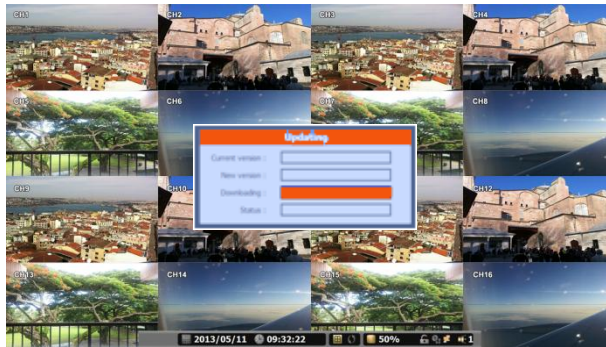 CH1 CH2 CH3 CH4
CH5 CH6 CH7 CH8
Updating
Current version :
New version :
Downloading :
Status :
CH9 CH10 CH12
CH13 CH14 CH15 CH16
2013/05/11 09:32:22 50% 1